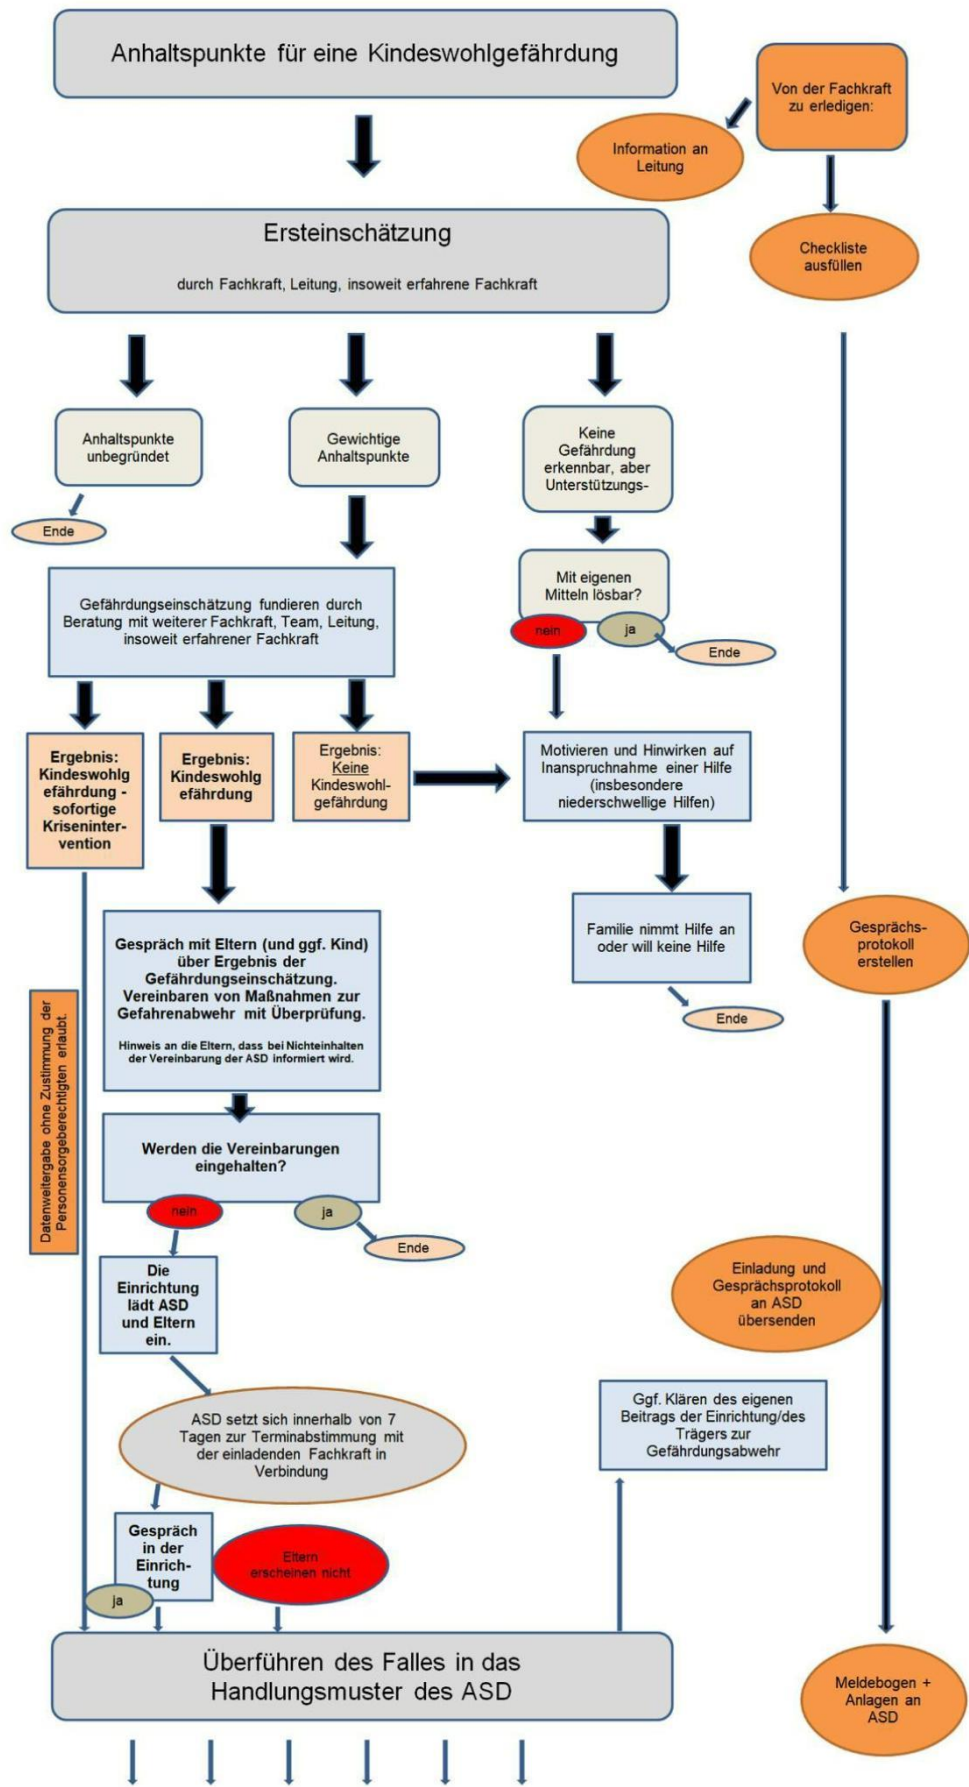 Anhaltspunkte für eine Kindeswohlgefährdung
Von der Fachkraft
zu erledigen:
Information an
Leitung
Ersteinschätzung
durch Fachkraft, Leitung, insoweit erfahrene Fachkraft
Checkliste
ausfüllen
Anhaltspunkte
unbegründet
Gewichtige
Anhaltspunkte
Keine
Gefährdung
erkennbar, aber
Unterstützungs-
Ende
Mit eigenen
Mitteln lösbar?
nein
ja
Ende
Gefährdungseinschätzung fundieren durch
Beratung mit weiterer Fachkraft, Team, Leitung,
insoweit erfahrener Fachkraft
Ergebnis:
Kindeswohlg
efährdung -
sofortige
Kriseninter-
vention
Ergebnis:
Kindeswohlg
efährdung
Ergebnis:
Keine
Kindeswohl-
gefährdung
Motivieren und Hinwirken auf
Inanspruchnahme einer Hilfe
(insbesondere
niederschwellige Hilfen)
Familie nimmt Hilfe an
oder will keine Hilfe
Ende
Gesprächs-
protokoll
erstellen
Gespräch mit Eltern (und ggf. Kind)
über Ergebnis der
Gefährdungseinschätzung.
Vereinbaren von Maßnahmen zur
Gefahrenabwehr mit Überprüfung.
Hinweis an die Eltern, dass bei Nichteinhalten
der Vereinbarung der ASD informiert wird.
Datenweitergabe ohne Zustimmung der
Personensorgeberechtigten erlaubt.
Werden die Vereinbarungen
eingehalten?
nein
ja
Ende
Die
Einrichtung
lädt ASD
und Eltern
ein.
Einladung und
Gesprächsprotokoll
an ASD
übersenden
ASD setzt sich innerhalb von 7
Tagen zur Terminabstimmung mit
der einladenden Fachkraft in
Verbindung
Ggf. Klären des eigenen
Beitrags der Einrichtung/des
Trägers zur
Gefährdungsabwehr
Gespräch
in der
Einrich-
tung
ja
Eltern
erscheinen nicht
Überführen des Falles in das
Handlungsmuster des ASD
Meldebogen +
Anlagen an
ASD